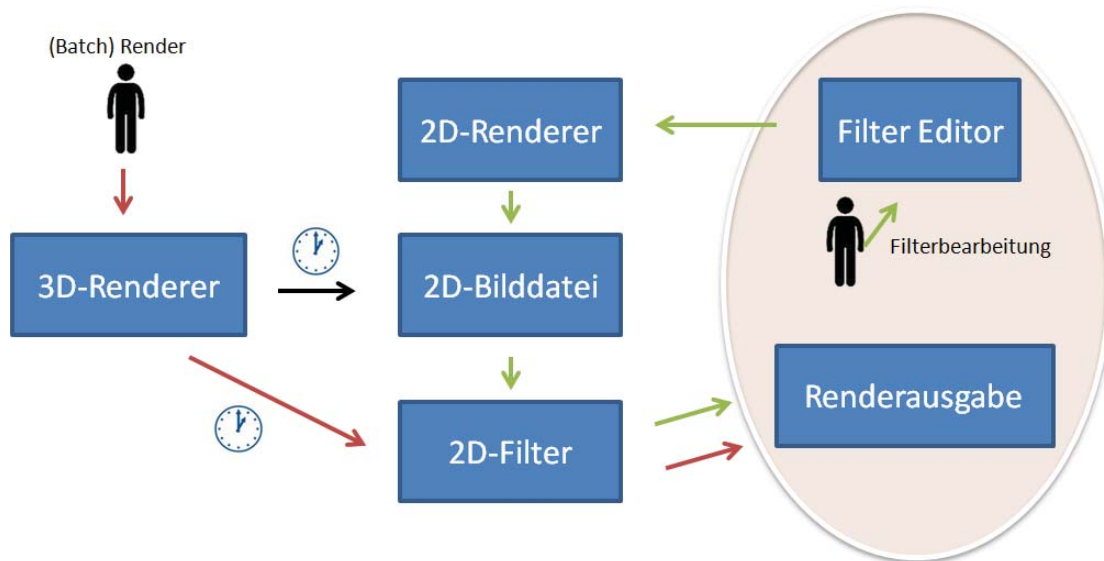 (Batch) Render
2D-Renderer
Filter Editor
Filterbearbeitung
3D-Renderer
2D-Bilddatei
Renderausgabe
2D-Filter